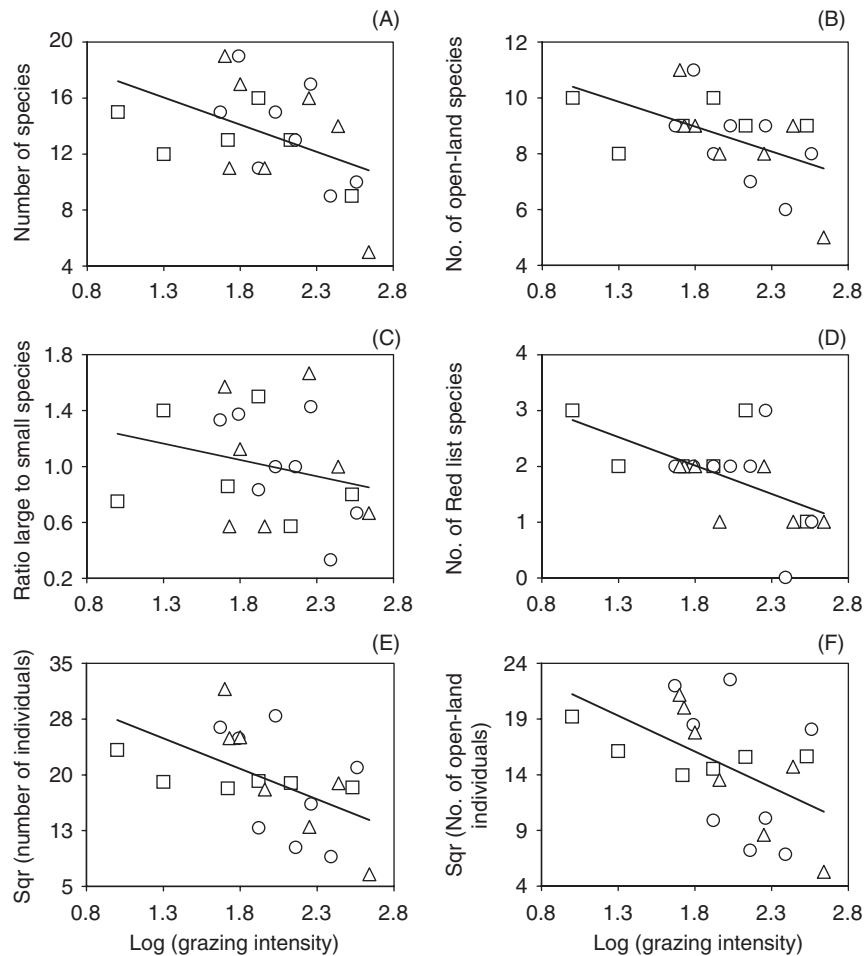 (A)
Number of species
20
16
12
8
4
0.8 1.3 1.8 2.3 2.8
(B)
No. of open-land species
12
10
8
6
4
0.8 1.3 1.8 2.3 2.8
(C)
Ratio large to small species
1.8
1.4
1.0
0.6
0.2
0.8 1.3 1.8 2.3 2.8
(D)
No. of Red list species
4
3
2
1
0
0.8 1.3 1.8 2.3 2.8
(E)
Sqr (number of individuals)
35
28
20
13
5
0.8 1.3 1.8 2.3 2.8
Log (grazing intensity)
(F)
Sqr (No. of open-land
individuals)
24
19
14
9
4
0.8 1.3 1.8 2.3 2.8
Log (grazing intensity)